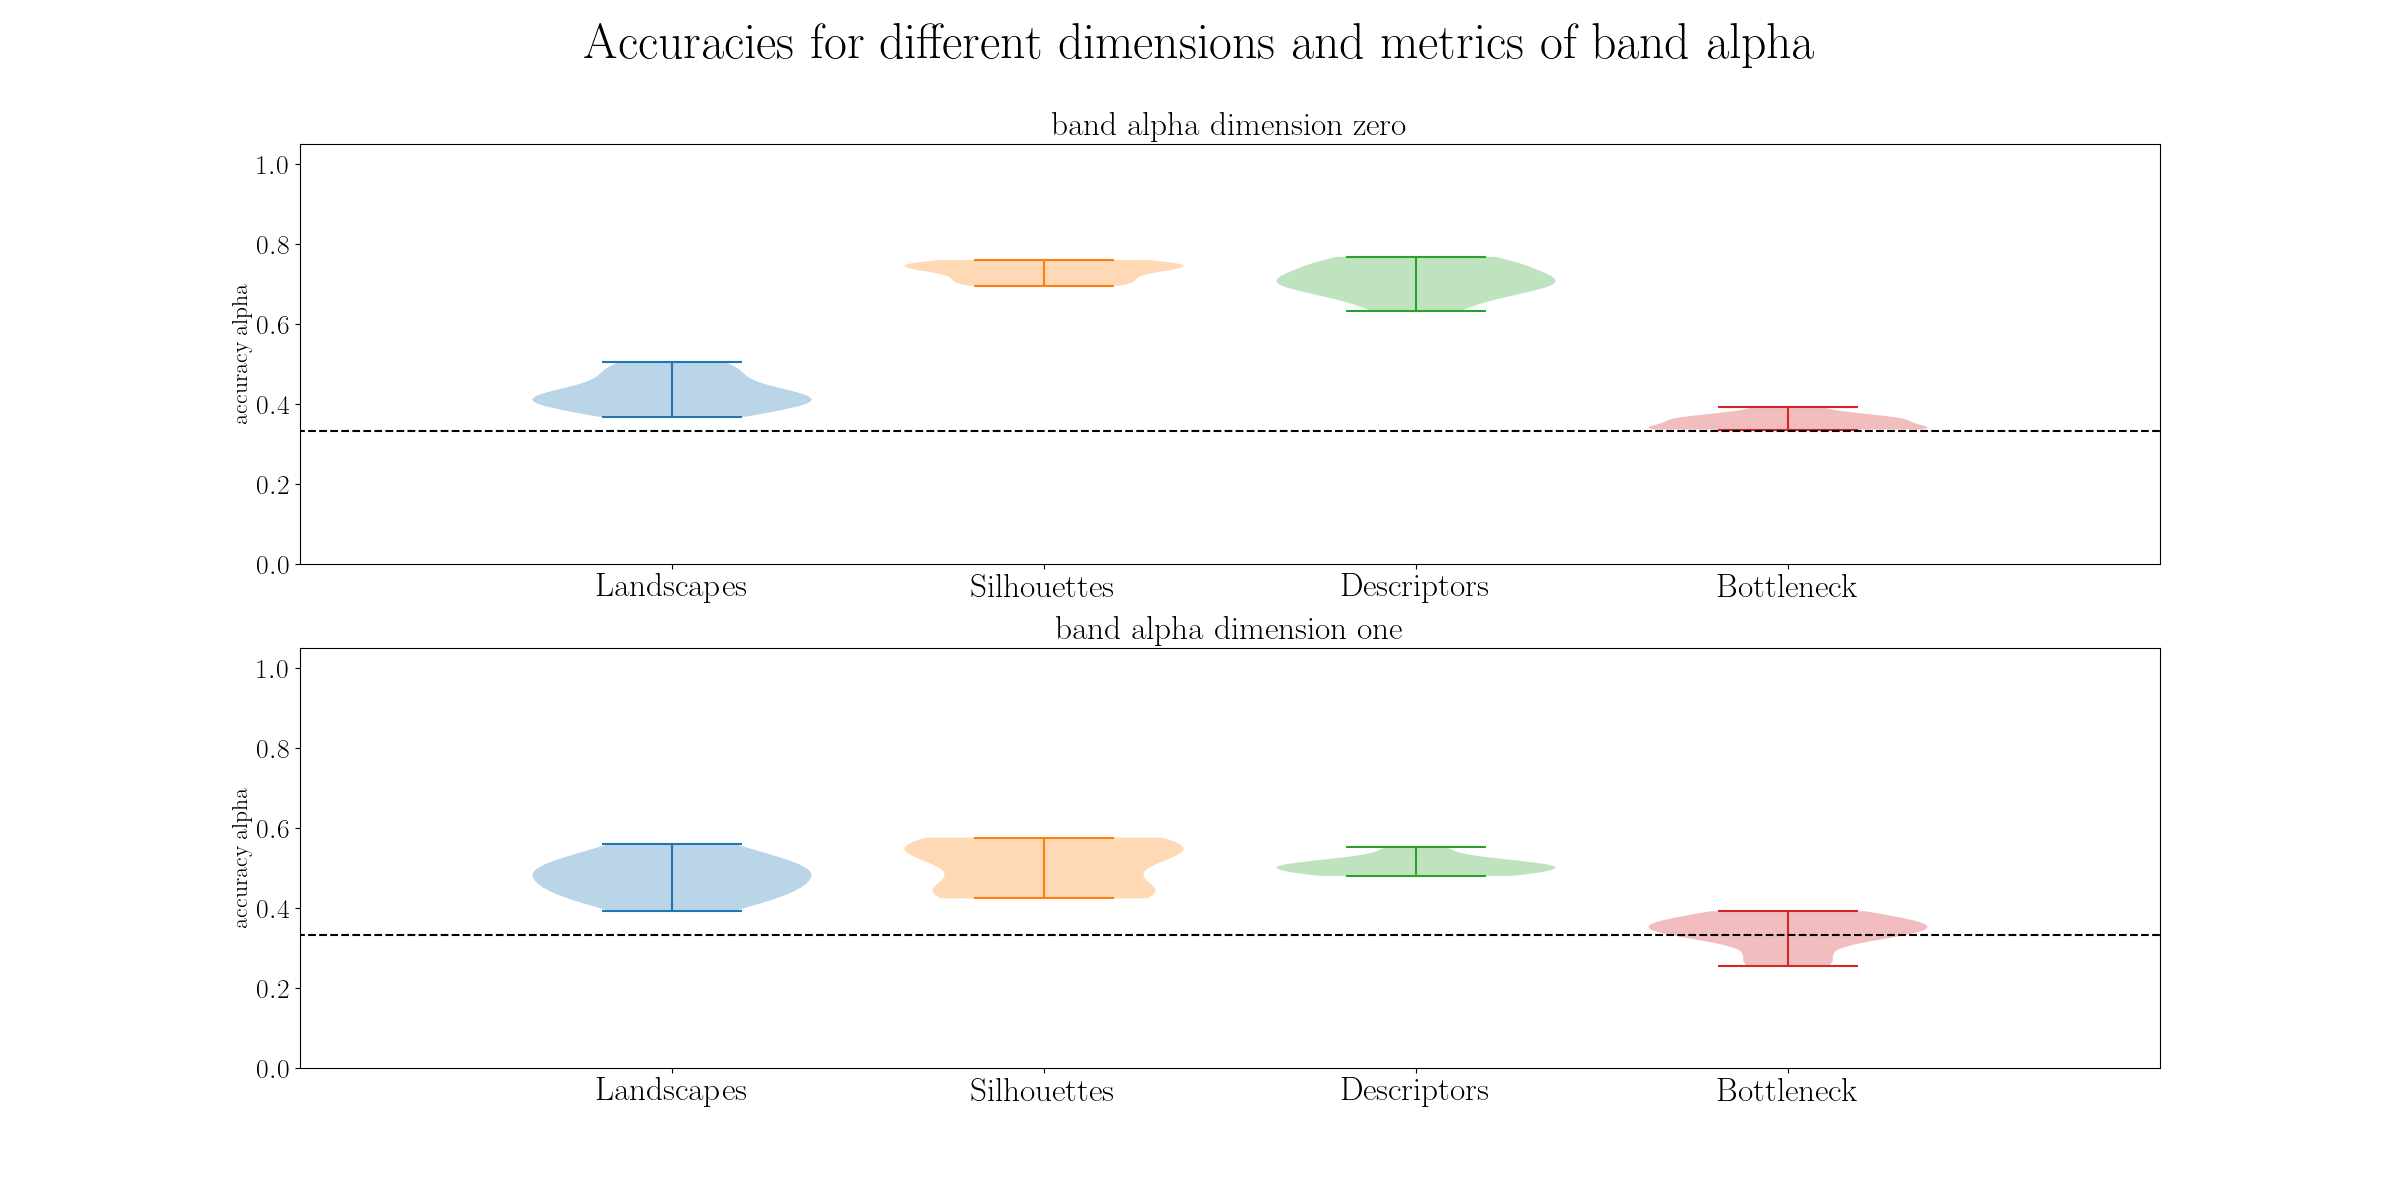 Accuracies for different dimensions and metrics of band alpha
band alpha dimension zero
accuracy alpha
1.0
0.8
0.6
0.4
0.2
0.0
Landscapes Silhouettes Descriptors Bottleneck
band alpha dimension one
accuracy alpha
1.0
0.8
0.6
0.4
0.2
0.0
Landscapes Silhouettes Descriptors Bottleneck